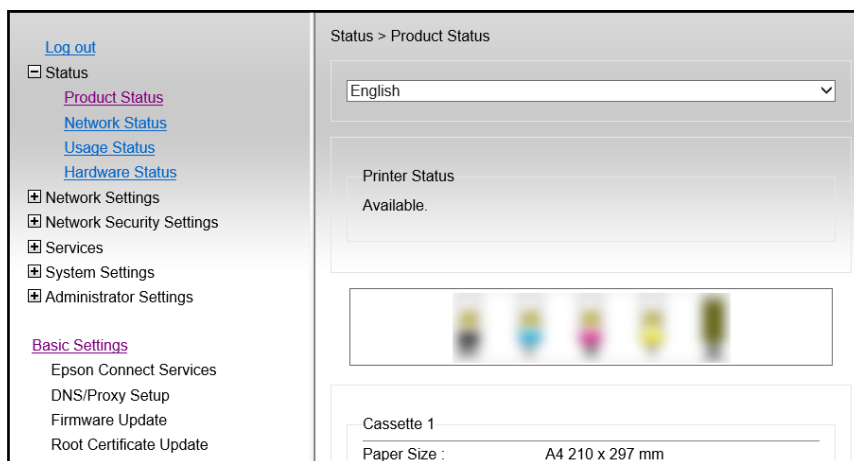 Log out
Status
Product Status
Network Status
Usage Status
Hardware Status
Network Settings
Network Security Settings
Services
System Settings
Administrator Settings
Basic Settings
Epson Connect Services
DNS/Proxy Setup
Firmware Update
Root Certificate Update
Status > Product Status
English
Printer Status
Available.
Cassette 1
Paper Size : A4 210 x 297 mm